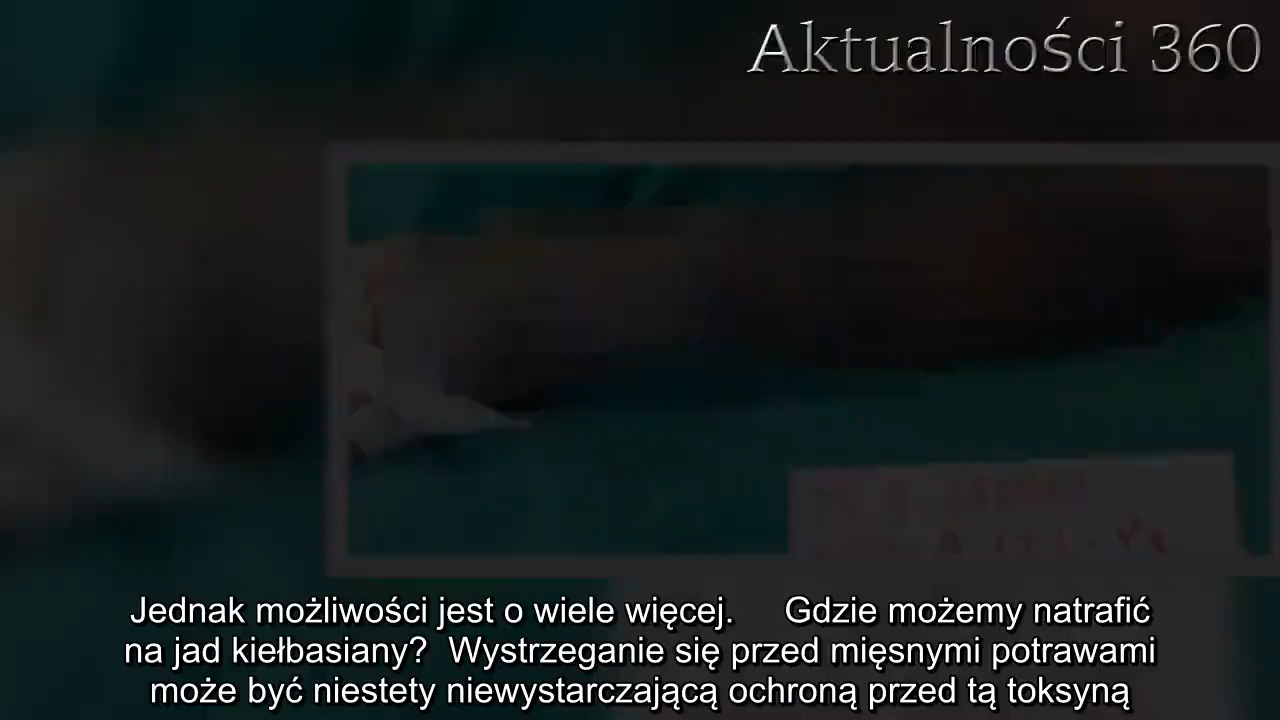 Aktualności 360
Jednak możliwości jest o wiele więcej. Gdzie możemy natrafić
na jad kiełbasiany? Wystrzeganie się przed mięsnymi potrawami
może być niestety niewystarczającą ochroną przed tą toksyną